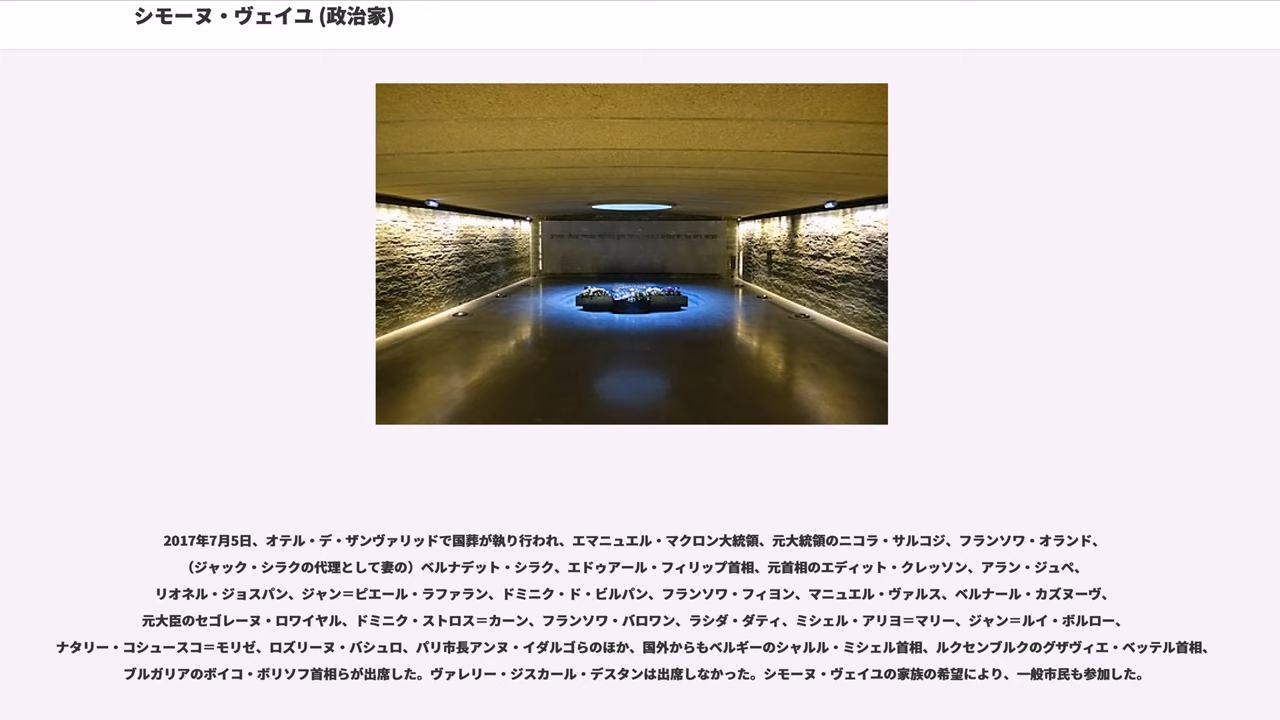 シモーヌ・ヴェイユ (政治家)
2017年7月5日、オテル・デ・ザンヴァリッドで国葬が執り行われ、エマニュエル・マクロン大統領、元大統領のニコラ・サルコジ、フランソワ・オランド、
（ジャック・シラクの代理として妻の）ベルナデット・シラク、エドゥアール・フィリップ首相、元首相のエディット・クレッソン、アラン・ジュペ、
リオネル・ジョスパン、ジャン＝ピエール・ラファラン、ドミニク・ド・ビルパン、フランソワ・フィヨン、マニュエル・ヴァルス、ベルナール・カズヌーヴ、
元大臣のセゴレーヌ・ロワイヤル、ドミニク・ストロス＝カーン、フランソワ・バロワン、ラシダ・ダティ、ミシェル・アリヨ＝マリー、ジャン＝ルイ・ボルロー、
ナタリー・コシュースコ＝モリゼ、ロズリーヌ・バシュロ、パリ市長アンヌ・イダルゴらのほか、国外からもベルギーのシャルル・ミシェル首相、ルクセンブルクのグザヴィエ・ベッテル首相、
ブルガリアのボイコ・ボリソフ首相らが出席した。ヴァレリー・ジスカール・デスタンは出席しなかった。シモーヌ・ヴェイユの家族の希望により、一般市民も参加した。